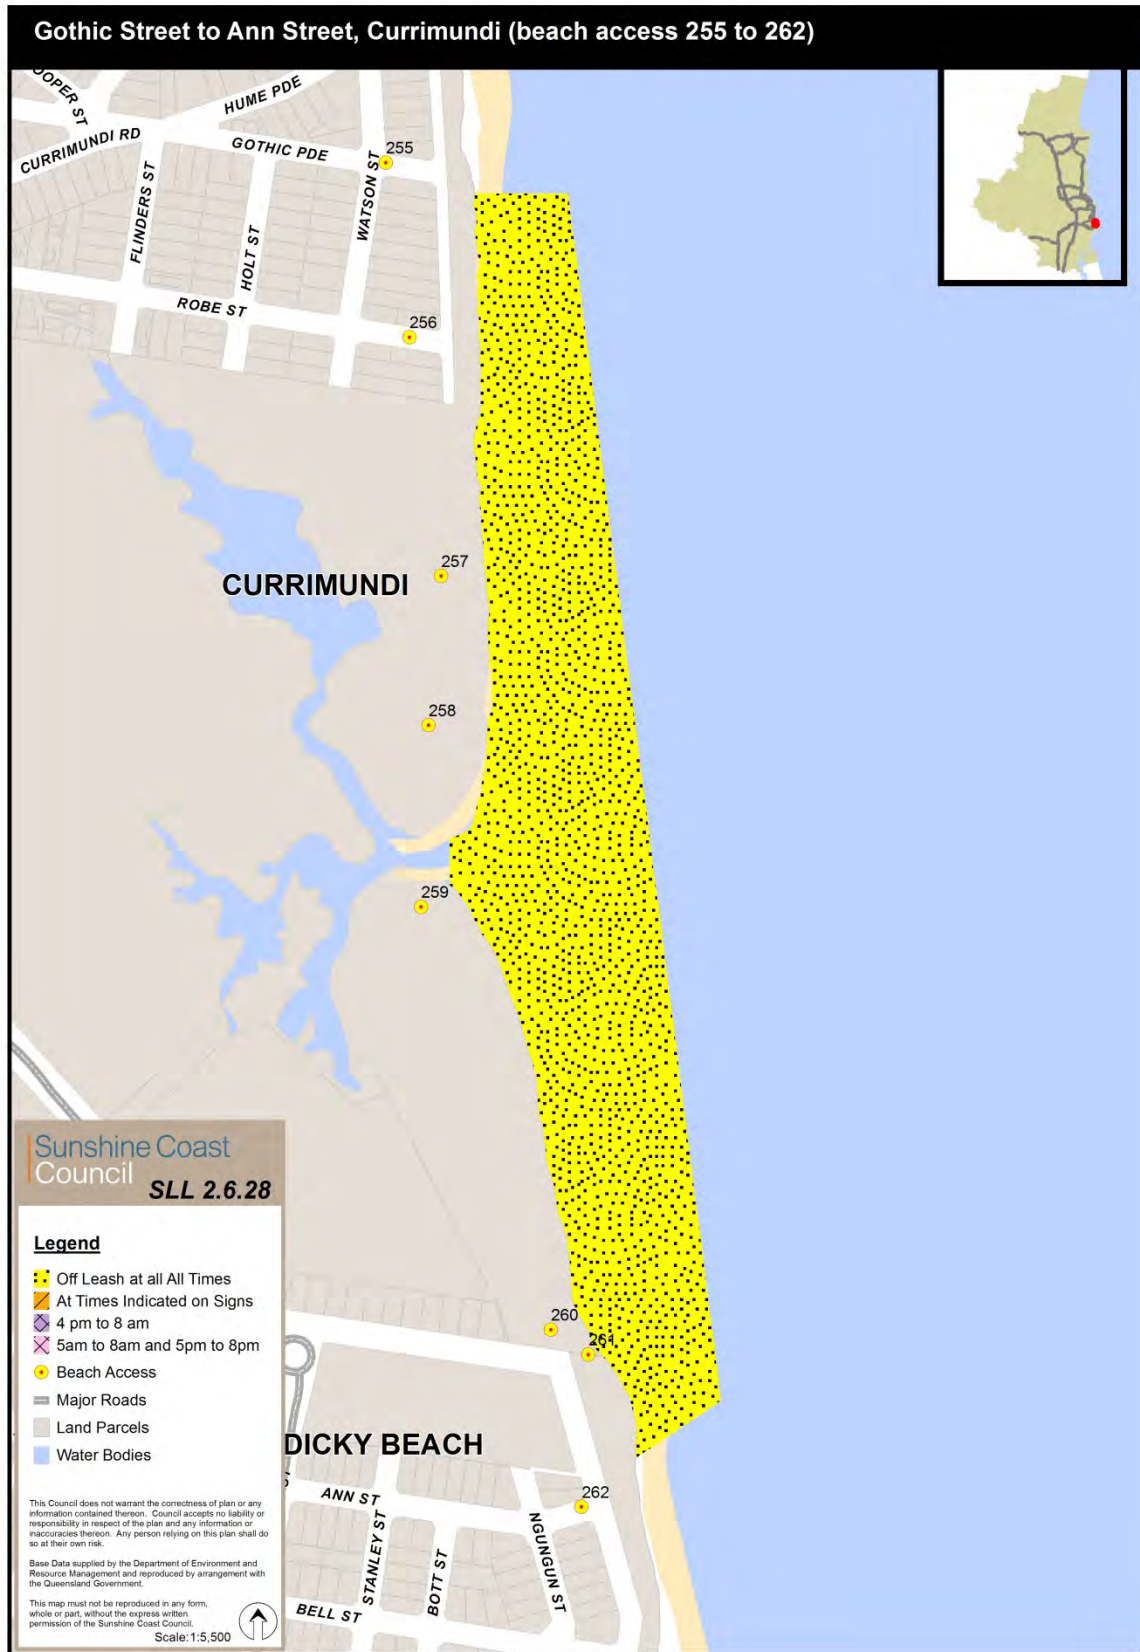 Gothic Street to Ann Street, Currimundi (beach access 255 to 262)
OOPER ST
HUME PDE
CURRIMUNDI RD
GOTHIC PDE
255
FLINDERS ST
HOLT ST
WATSON ST
ROBE ST
256
257
CURRIMUNDI
258
259
260
261
DICKY BEACH
ANN ST
262
STANLEY ST
BOTT ST
NGUNGUN ST
BELL ST
Sunshine Coast
Council
SLL 2.6.28
Legend
Off Leash at all All Times
At Times Indicated on Signs
4 pm to 8 am
5am to 8am and 5pm to 8pm
Beach Access
Major Roads
Land Parcels
Water Bodies
This Council does not warrant the correctness of plan or any
information contained thereon. Council accepts no liability or
responsibility in respect of the plan and any information or
inaccuracies thereon. Any person relying on this plan shall do
so at their own risk.
Base Data supplied by the Department of Environment and
Resource Management and reproduced by arrangement with
the Queensland Government.
This map must not be reproduced in any form,
whole or part, without the express written
permission of the Sunshine Coast Council.
Scale:1:5,500